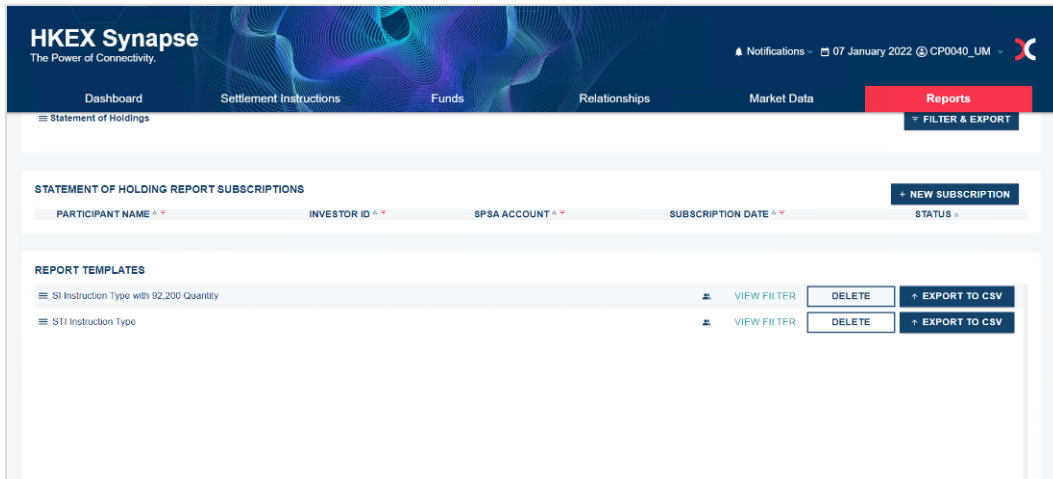 HKEX Synapse
The Power of Connectivity.
Notifications 07 January 2022 CP0040_UM
Dashboard Settlement Instructions Funds Relationships Market Data Reports
Statement of Holdings FILTER & EXPORT
STATEMENT OF HOLDING REPORT SUBSCRIPTIONS
+ NEW SUBSCRIPTION
PARTICIPANT NAME INVESTOR ID SPSA ACCOUNT SUBSCRIPTION DATE STATUS
REPORT TEMPLATES
SI Instruction Type with 92,200 Quantity VIEW FILTER DELETE ↑ EXPORT TO CSV
STI Instruction Type VIEW FILTER DELETE ↑ EXPORT TO CSV